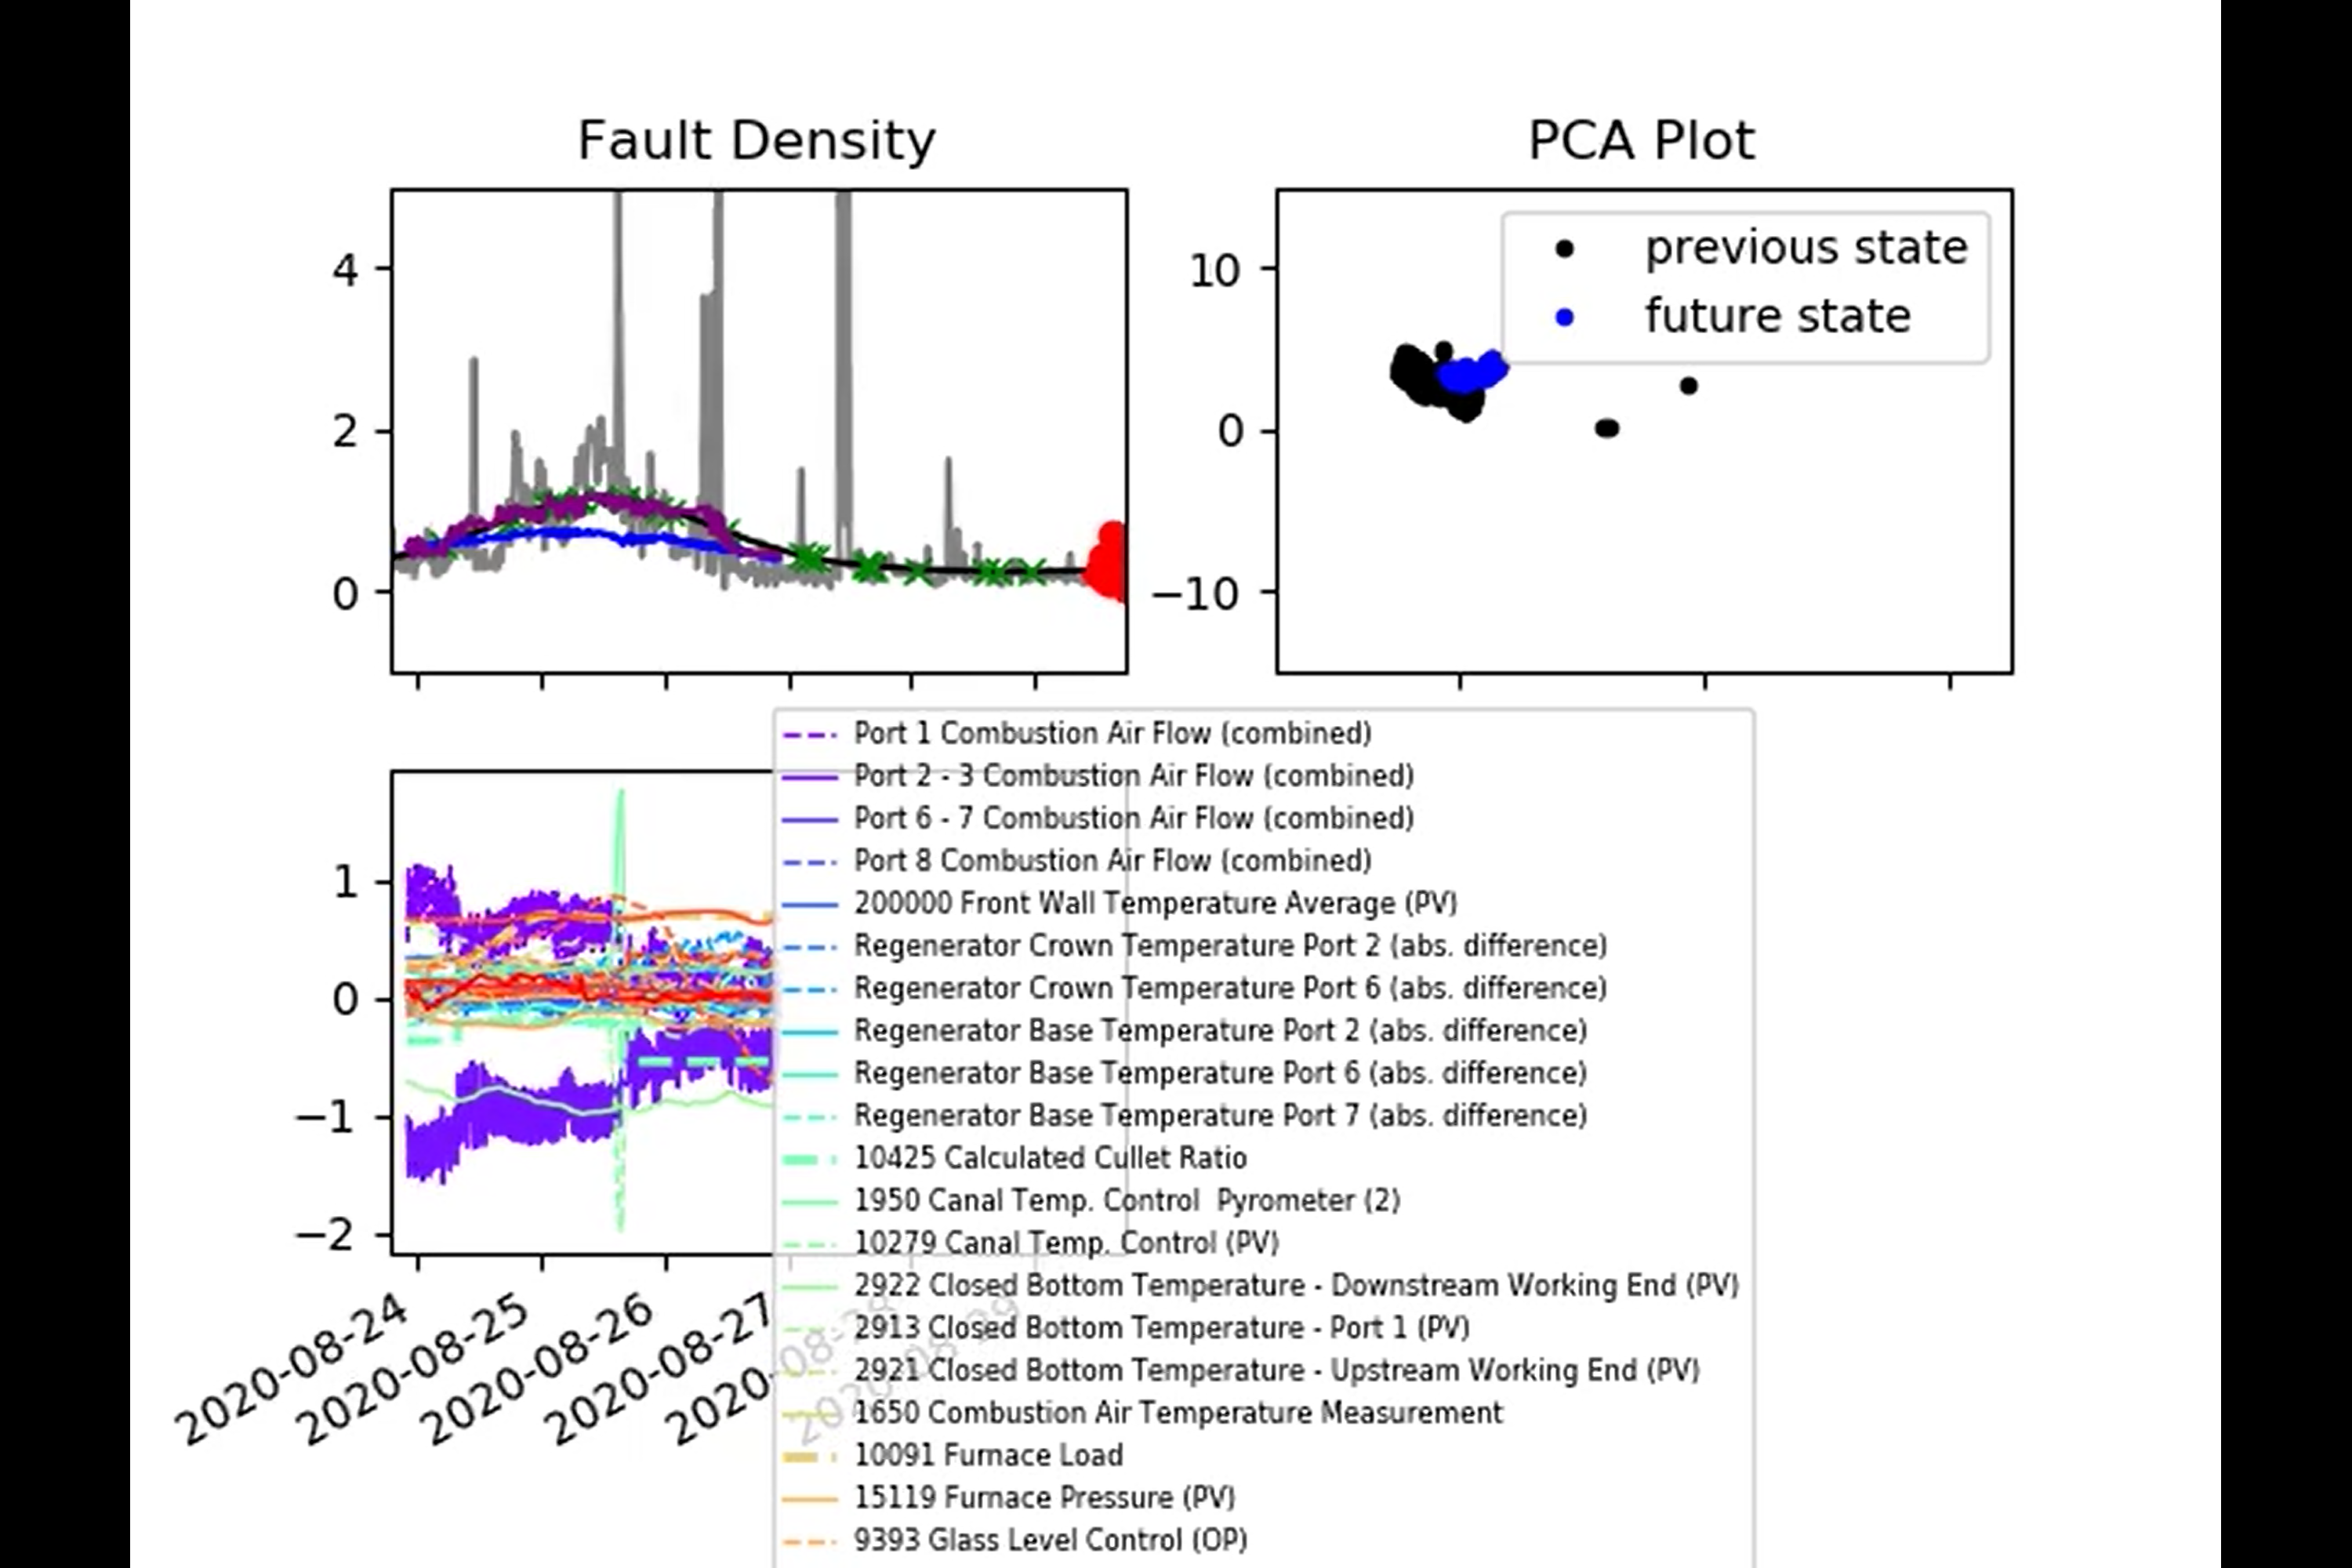 Fault Density
PCA Plot
4
2
0
10
0
−10
previous state
future state
1
0
−1
−2
2020-08-24
2020-08-25
2020-08-26
2020-08-27
2020-08-28
2020-08-29
Port 1 Combustion Air Flow (combined)
Port 2 - 3 Combustion Air Flow (combined)
Port 6 - 7 Combustion Air Flow (combined)
Port 8 Combustion Air Flow (combined)
200000 Front Wall Temperature Average (PV)
Regenerator Crown Temperature Port 2 (abs. difference)
Regenerator Crown Temperature Port 6 (abs. difference)
Regenerator Base Temperature Port 2 (abs. difference)
Regenerator Base Temperature Port 6 (abs. difference)
Regenerator Base Temperature Port 7 (abs. difference)
10425 Calculated Cullet Ratio
1950 Canal Temp. Control  Pyrometer (2)
10279 Canal Temp. Control (PV)
2922 Closed Bottom Temperature - Downstream Working End (PV)
2913 Closed Bottom Temperature - Port 1 (PV)
2921 Closed Bottom Temperature - Upstream Working End (PV)
1650 Combustion Air Temperature Measurement
10091 Furnace Load
15119 Furnace Pressure (PV)
9393 Glass Level Control (OP)